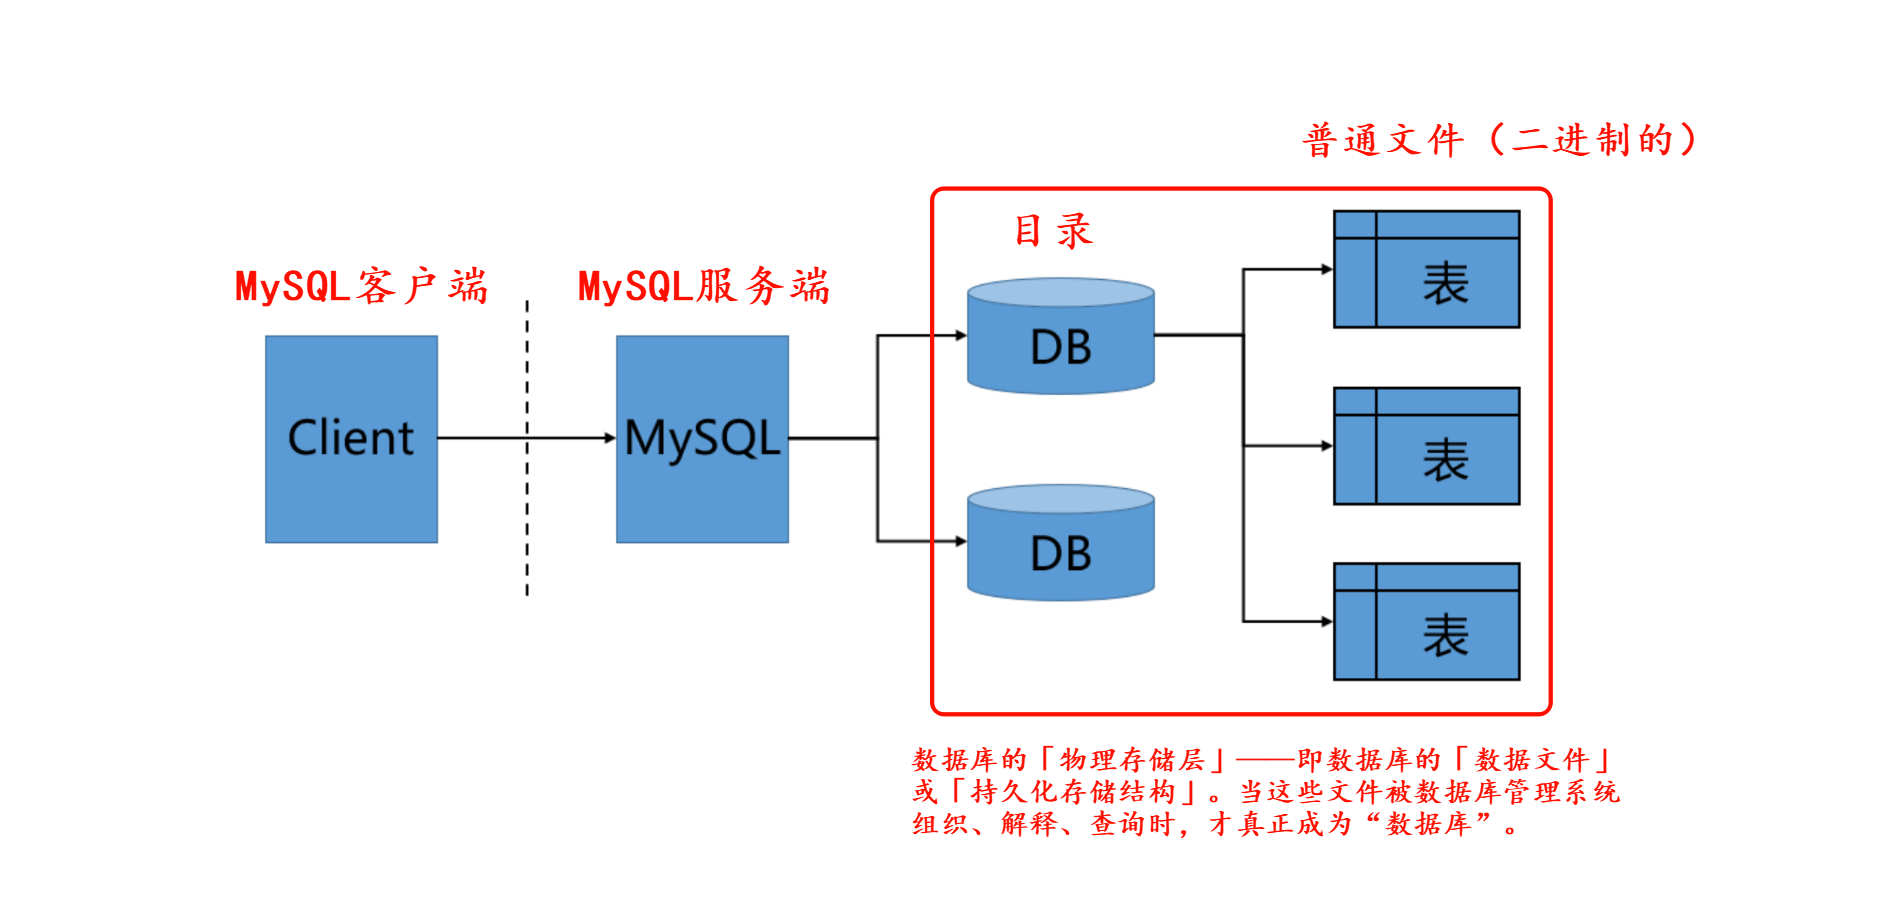 普通文件（二进制的）
目录
MySQL客户端
MySQL服务端
Client
MySQL
DB
DB
表
表
表
数据库的「物理存储层」——即数据库的「数据文件」
或「持久化存储结构」。当这些文件被数据库管理系统
组织、解释、查询时，才真正成为“数据库”。